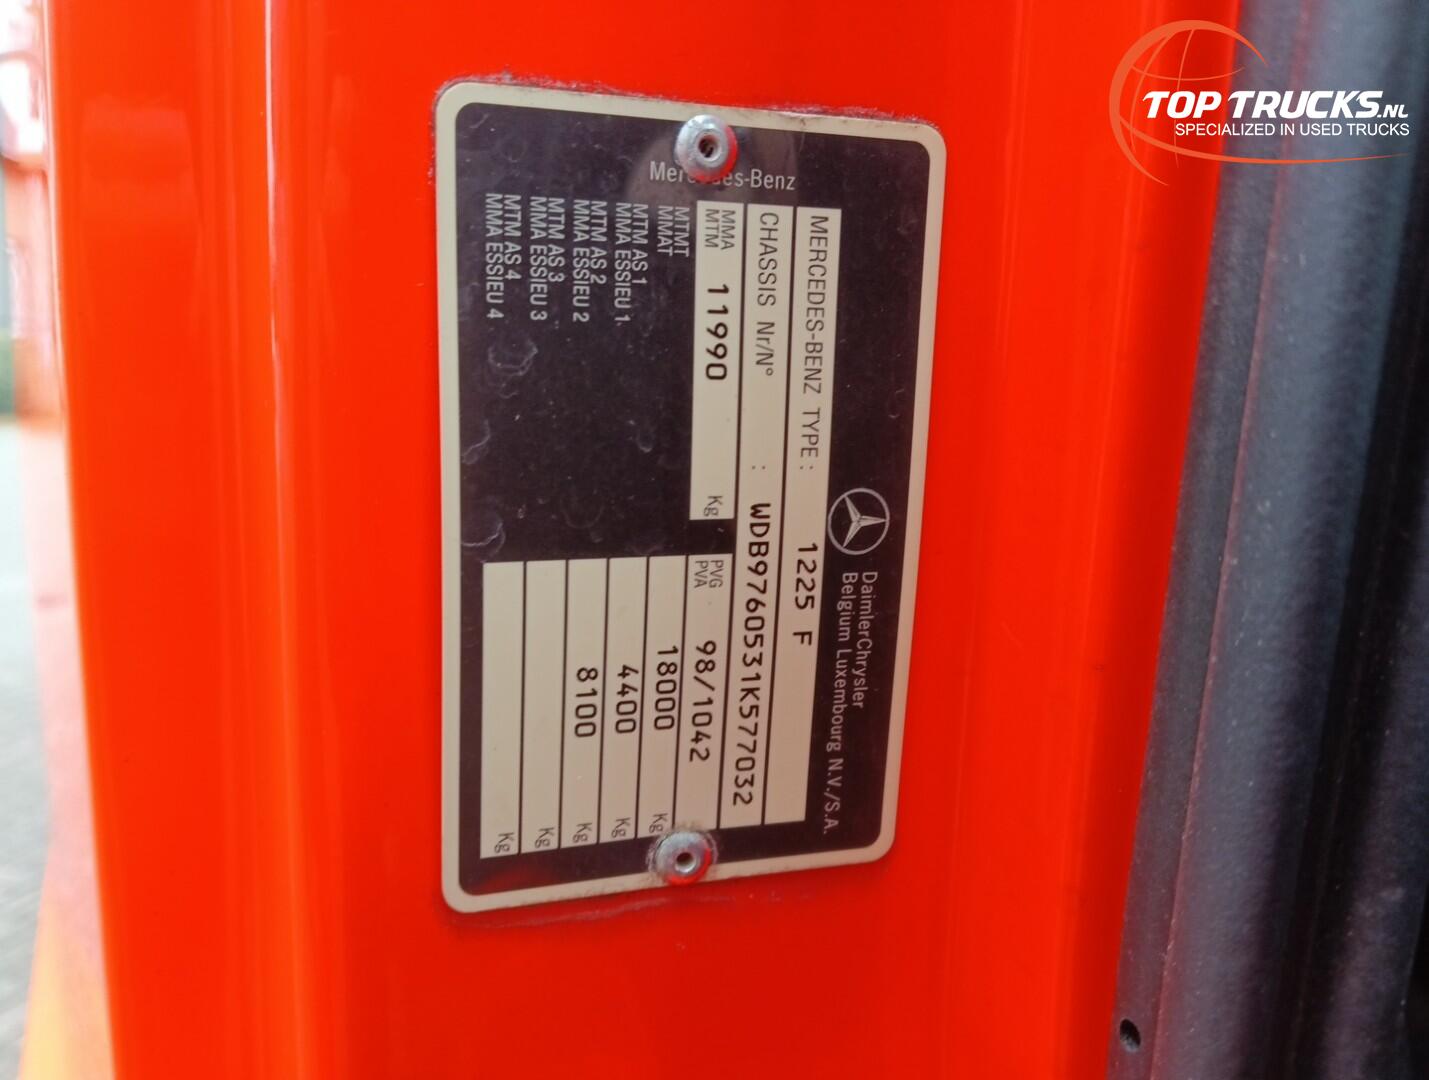 TOP TRUCKS.NL
SPECIALIZED IN USED TRUCKS
Mercedes-Benz
DaimlerChrysler
Belgium Luxembourg N.V./S.A.
MERCEDES-BENZ TYPE : 1225 F
CHASSIS Nr/N° : WDB9760531K577032
MMA
MTM 11990 Kg
PVG
PVA 98/1042
MTMT
MMAT 18000 Kg
MTM AS 1
MMA ESSIEU 1 4400 Kg
MTM AS 2
MMA ESSIEU 2 8100 Kg
MTM AS 3
MMA ESSIEU 3 Kg
MTM AS 4
MMA ESSIEU 4 Kg